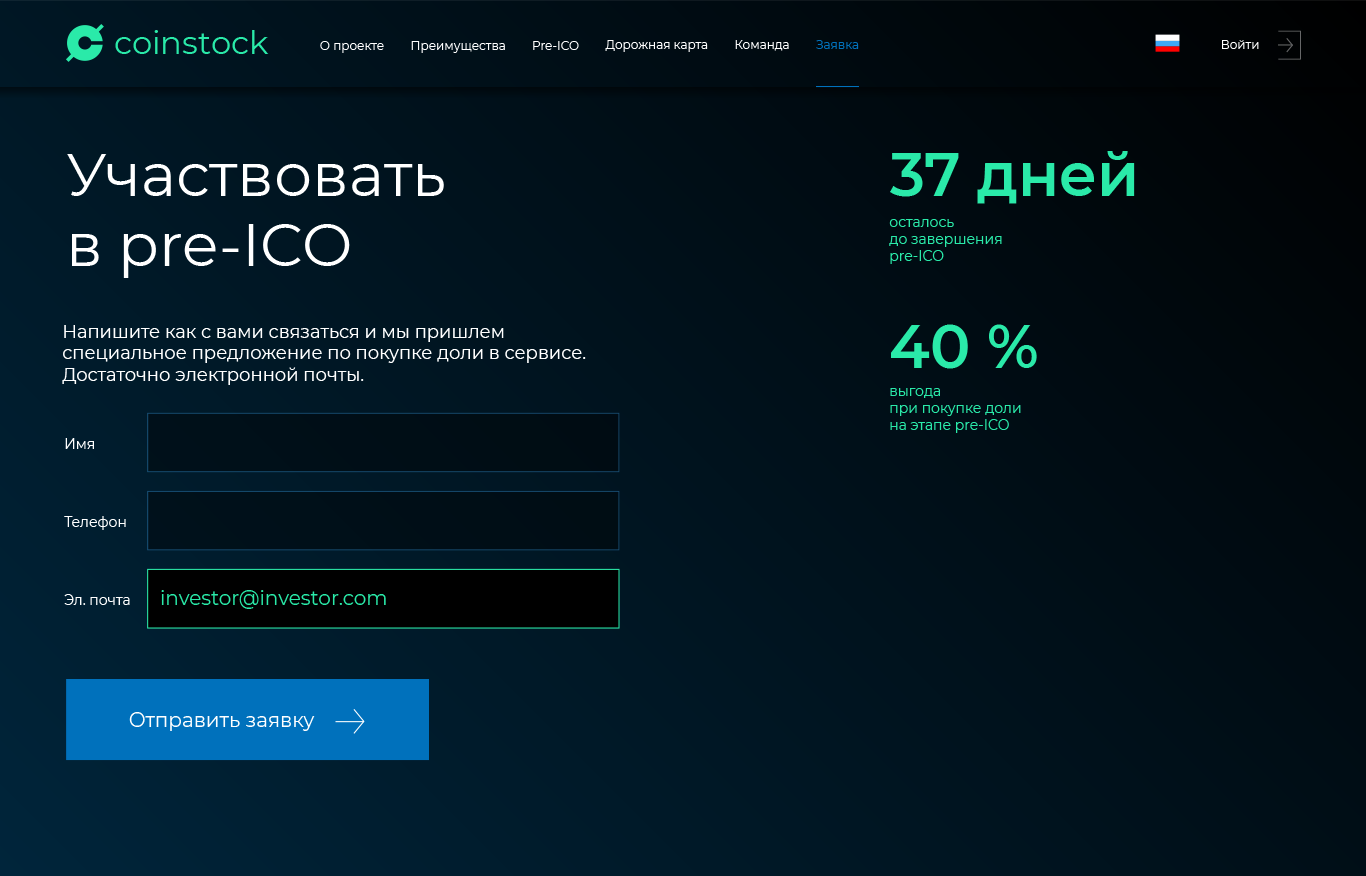 coinstock
О проекте
Преимущества
Pre-ICO
Дорожная карта
Команда
Заявка
Войти
Участвовать
в pre-ICO
Напишите как с вами связаться и мы пришлем
специальное предложение по покупке доли в сервисе.
Достаточно электронной почты.
Имя
Телефон
Эл. почта
investor@investor.com
Отправить заявку
37 дней
осталось
до завершения
pre-ICO
40 %
выгода
при покупке доли
на этапе pre-ICO